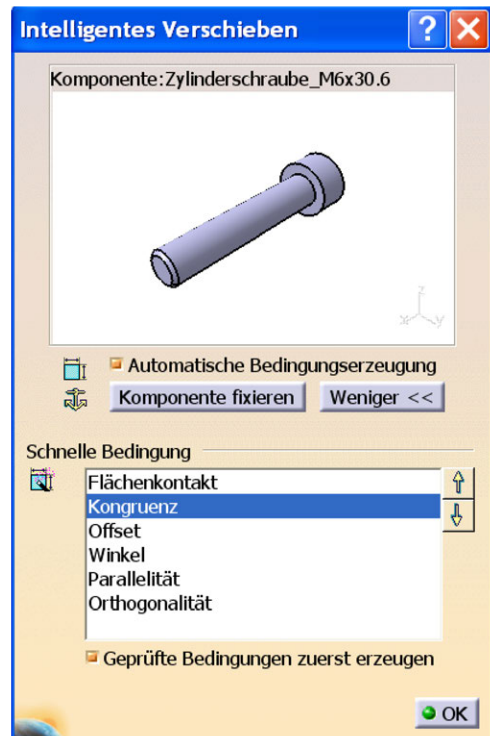 Intelligentes Verschieben
Komponente:Zylinderschraube_M6x30.6
z
x y
Automatische Bedingungserzeugung
Komponente fixieren Weniger <<
Schnelle Bedingung
Flächenkontakt
Kongruenz
Offset
Winkel
Parallelität
Orthogonalität
Geprüfte Bedingungen zuerst erzeugen
OK